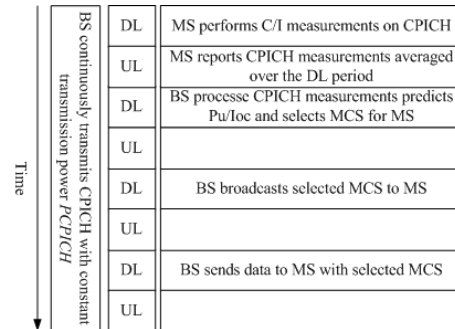 Time
BS continuously transmits CPICH with constant
transmission power PCPICH
DL
MS performs C/I measurements on CPICH
UL
MS reports CPICH measurements averaged
over the DL period
DL
BS processe CPICH measurements predicts
Pu/Ioc and selects MCS for MS
UL
DL
BS broadcasts selected MCS to MS
UL
DL
BS sends data to MS with selected MCS
UL